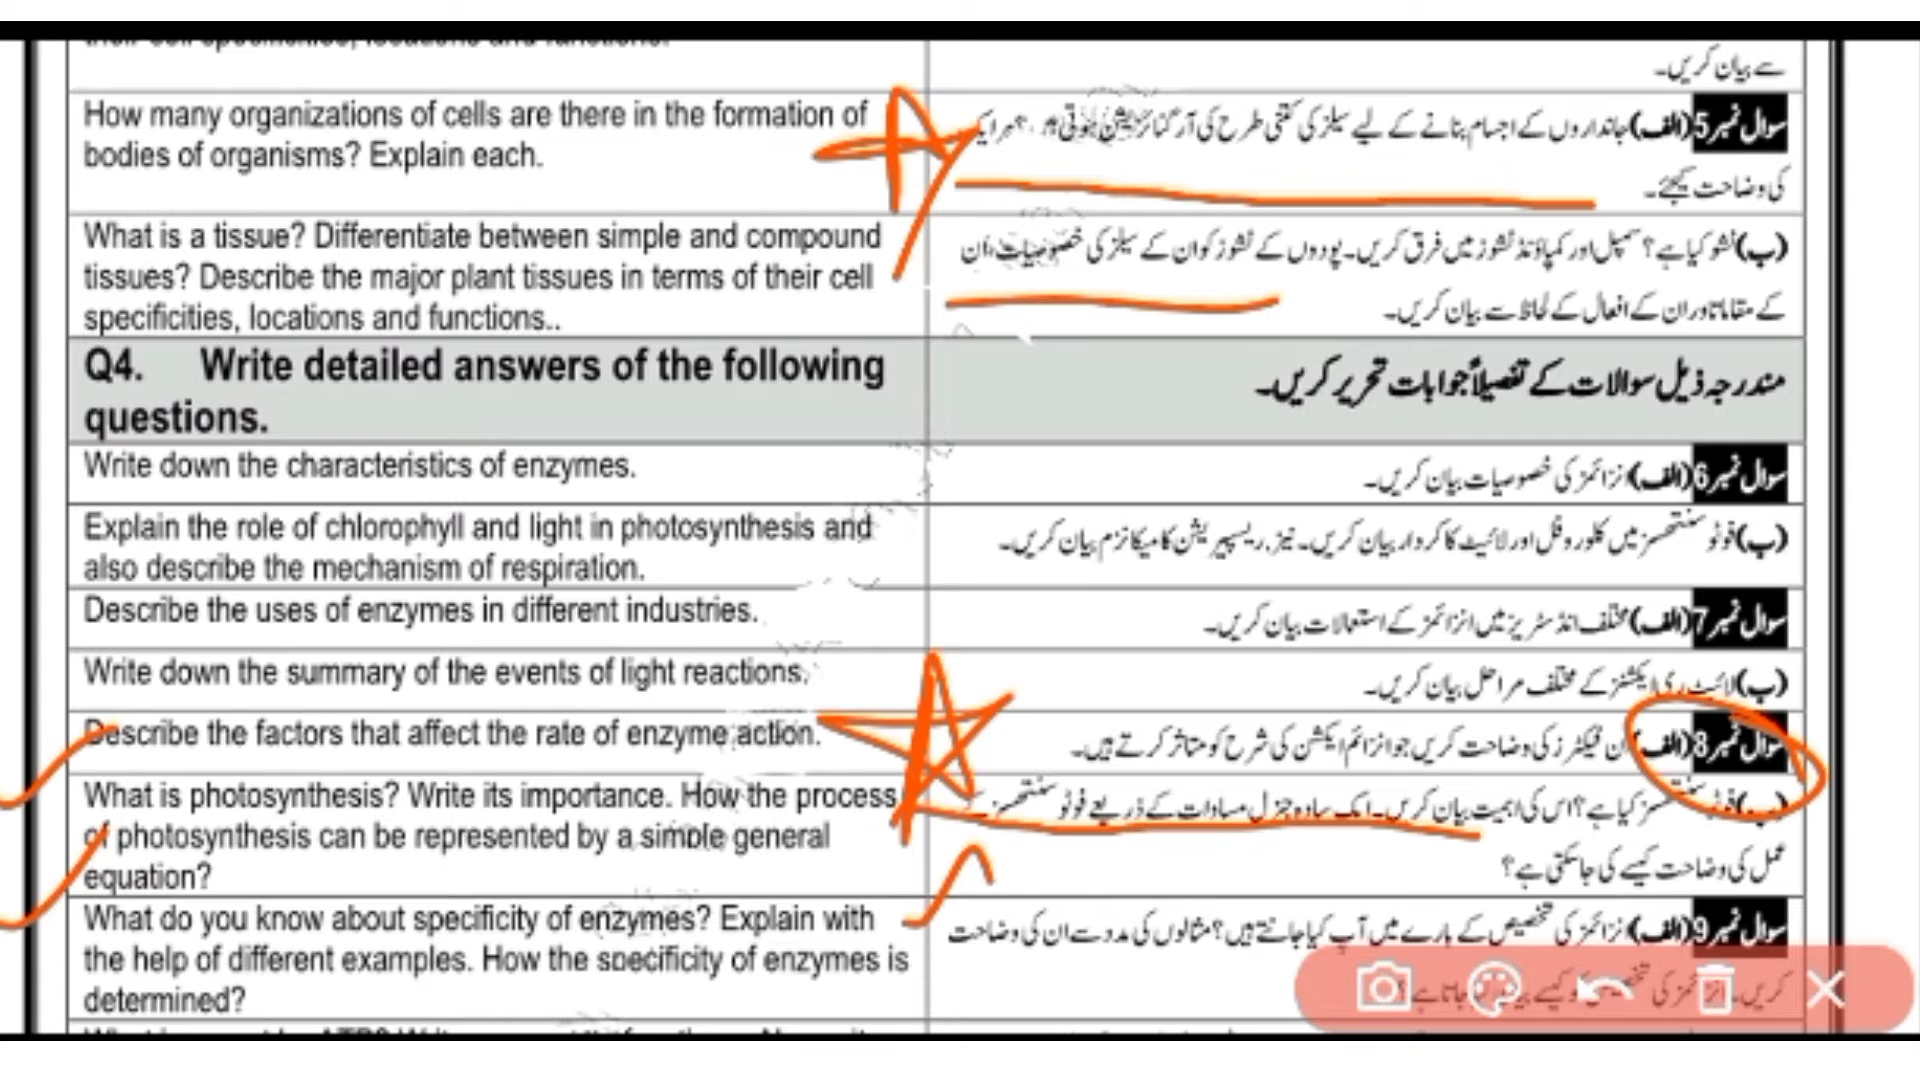 How many organizations of cells are there in the formation of
bodies of organisms? Explain each.
What is a tissue? Differentiate between simple and compound
tissues? Describe the major plant tissues in terms of their cell
specificities, locations and functions..
Q4. Write detailed answers of the following
questions.
Write down the characteristics of enzymes.
Explain the role of chlorophyll and light in photosynthesis and
also describe the mechanism of respiration.
Describe the uses of enzymes in different industries.
Write down the summary of the events of light reactions.
Describe the factors that affect the rate of enzyme action.
What is photosynthesis? Write its importance. How the process
of photosynthesis can be represented by a simple general
equation?
What do you know about specificity of enzymes? Explain with
the help of different examples. How the specificity of enzymes is
determined?
سے بیان کریں۔
سوال نمبر5 (الف) جانداروں کے اجسام بنانے کے لیے سیلز کی کتنی طرح کی آرگنائزیشن ہوتی ہر ایک
کی وضاحت کیجئے۔
(ب) ٹشو کیا ہے؟ سمپل اور کمپاؤنڈ ٹشوز میں فرق کریں۔ پودوں کے ٹشوز کو ان کے سیلز کی خصوصیات، ان
کے مقامات اور ان کے افعال کے لحاظ سے بیان کریں۔
مندرجہ ذیل سوالات کے تفصیلاً جوابات تحریر کریں۔
سوال نمبر6 (الف) انزائمز کی خصوصیات بیان کریں۔
(ب) فوٹوسنتھسز میں کلوروفل اور لائیٹ کا کردار بیان کریں۔ نیز ریسپیریشن کا میکانزم بیان کریں۔
سوال نمبر7 (الف) مختلف انڈسٹریز میں انزائمز کے استعمالات بیان کریں۔
(ب) لائیٹ ری ایکشنز کے مختلف مراحل بیان کریں۔
سوال نمبر8 (الف) ان فیکٹرز کی وضاحت کریں جو انزائم ایکشن کی شرح کو متاثر کرتے ہیں۔
(ب) فوٹوسنتھسز کیا ہے؟ اس کی اہمیت بیان کریں۔ ایک سادہ جنرل مساوات کے ذریعے فوٹوسنتھسز کے
عمل کی وضاحت کیسے کی جاسکتی ہے؟
سوال نمبر9 (الف) انزائمز کی تخصیص کے بارے میں آپ کیا جانتے ہیں؟ مثالوں کی مدد سے ان کی وضاحت
کریں۔ انزائمز کی